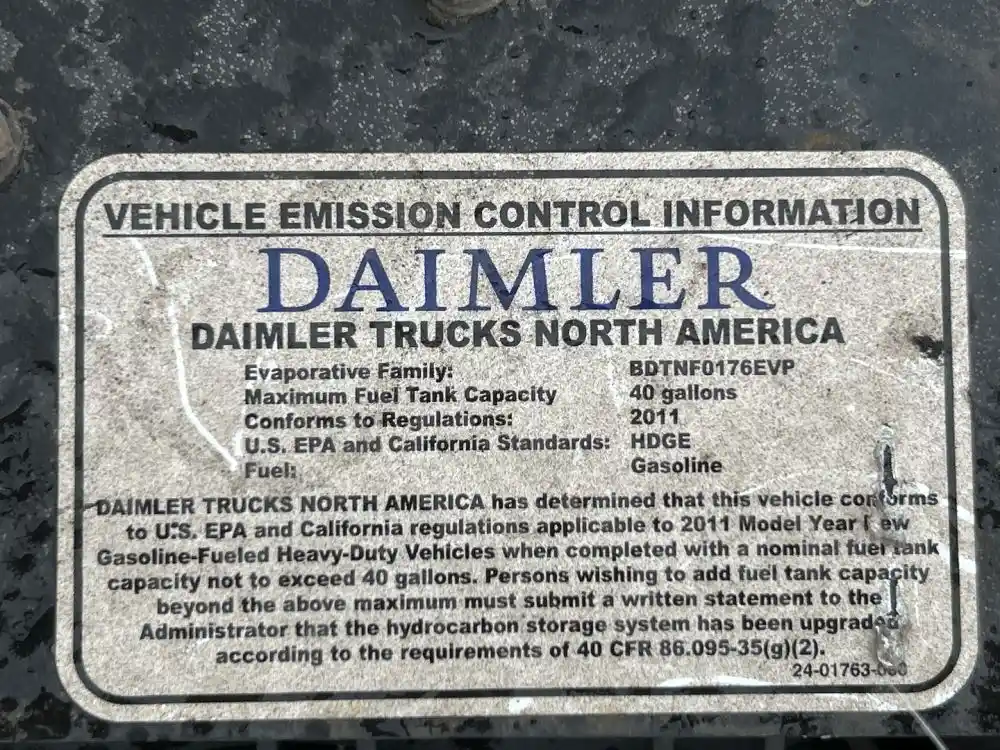 VEHICLE EMISSION CONTROL INFORMATION
DAIMLER
DAIMLER TRUCKS NORTH AMERICA
Evaporative Family: BDTNF0176EVP
Maximum Fuel Tank Capacity 40 gallons
Conforms to Regulations: 2011
U.S. EPA and California Standards: HDGE
Fuel: Gasoline
DAIMLER TRUCKS NORTH AMERICA has determined that this vehicle conforms
to U.S. EPA and California regulations applicable to 2011 Model Year New
Gasoline-Fueled Heavy-Duty Vehicles when completed with a nominal fuel tank
capacity not to exceed 40 gallons. Persons wishing to add fuel tank capacity
beyond the above maximum must submit a written statement to the
Administrator that the hydrocarbon storage system has been upgraded
according to the requirements of 40 CFR 86.095-35(g)(2).
24-01763-000